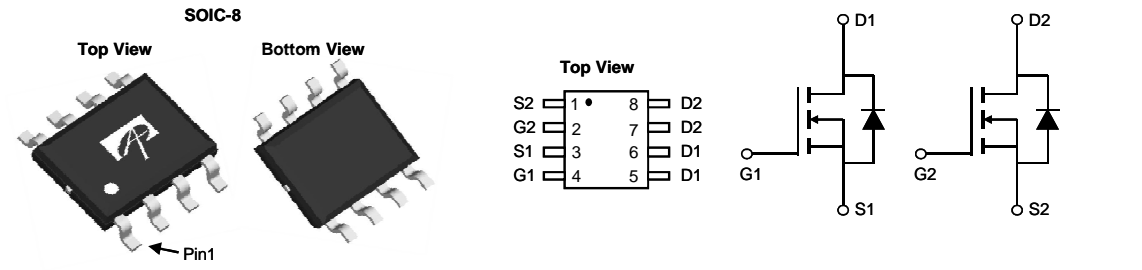 SOIC-8
Top View
Bottom View
Pin1
Top View
S2 1 8 D2
G2 2 7 D2
S1 3 6 D1
G1 4 5 D1
D1
G1
S1
D2
G2
S2